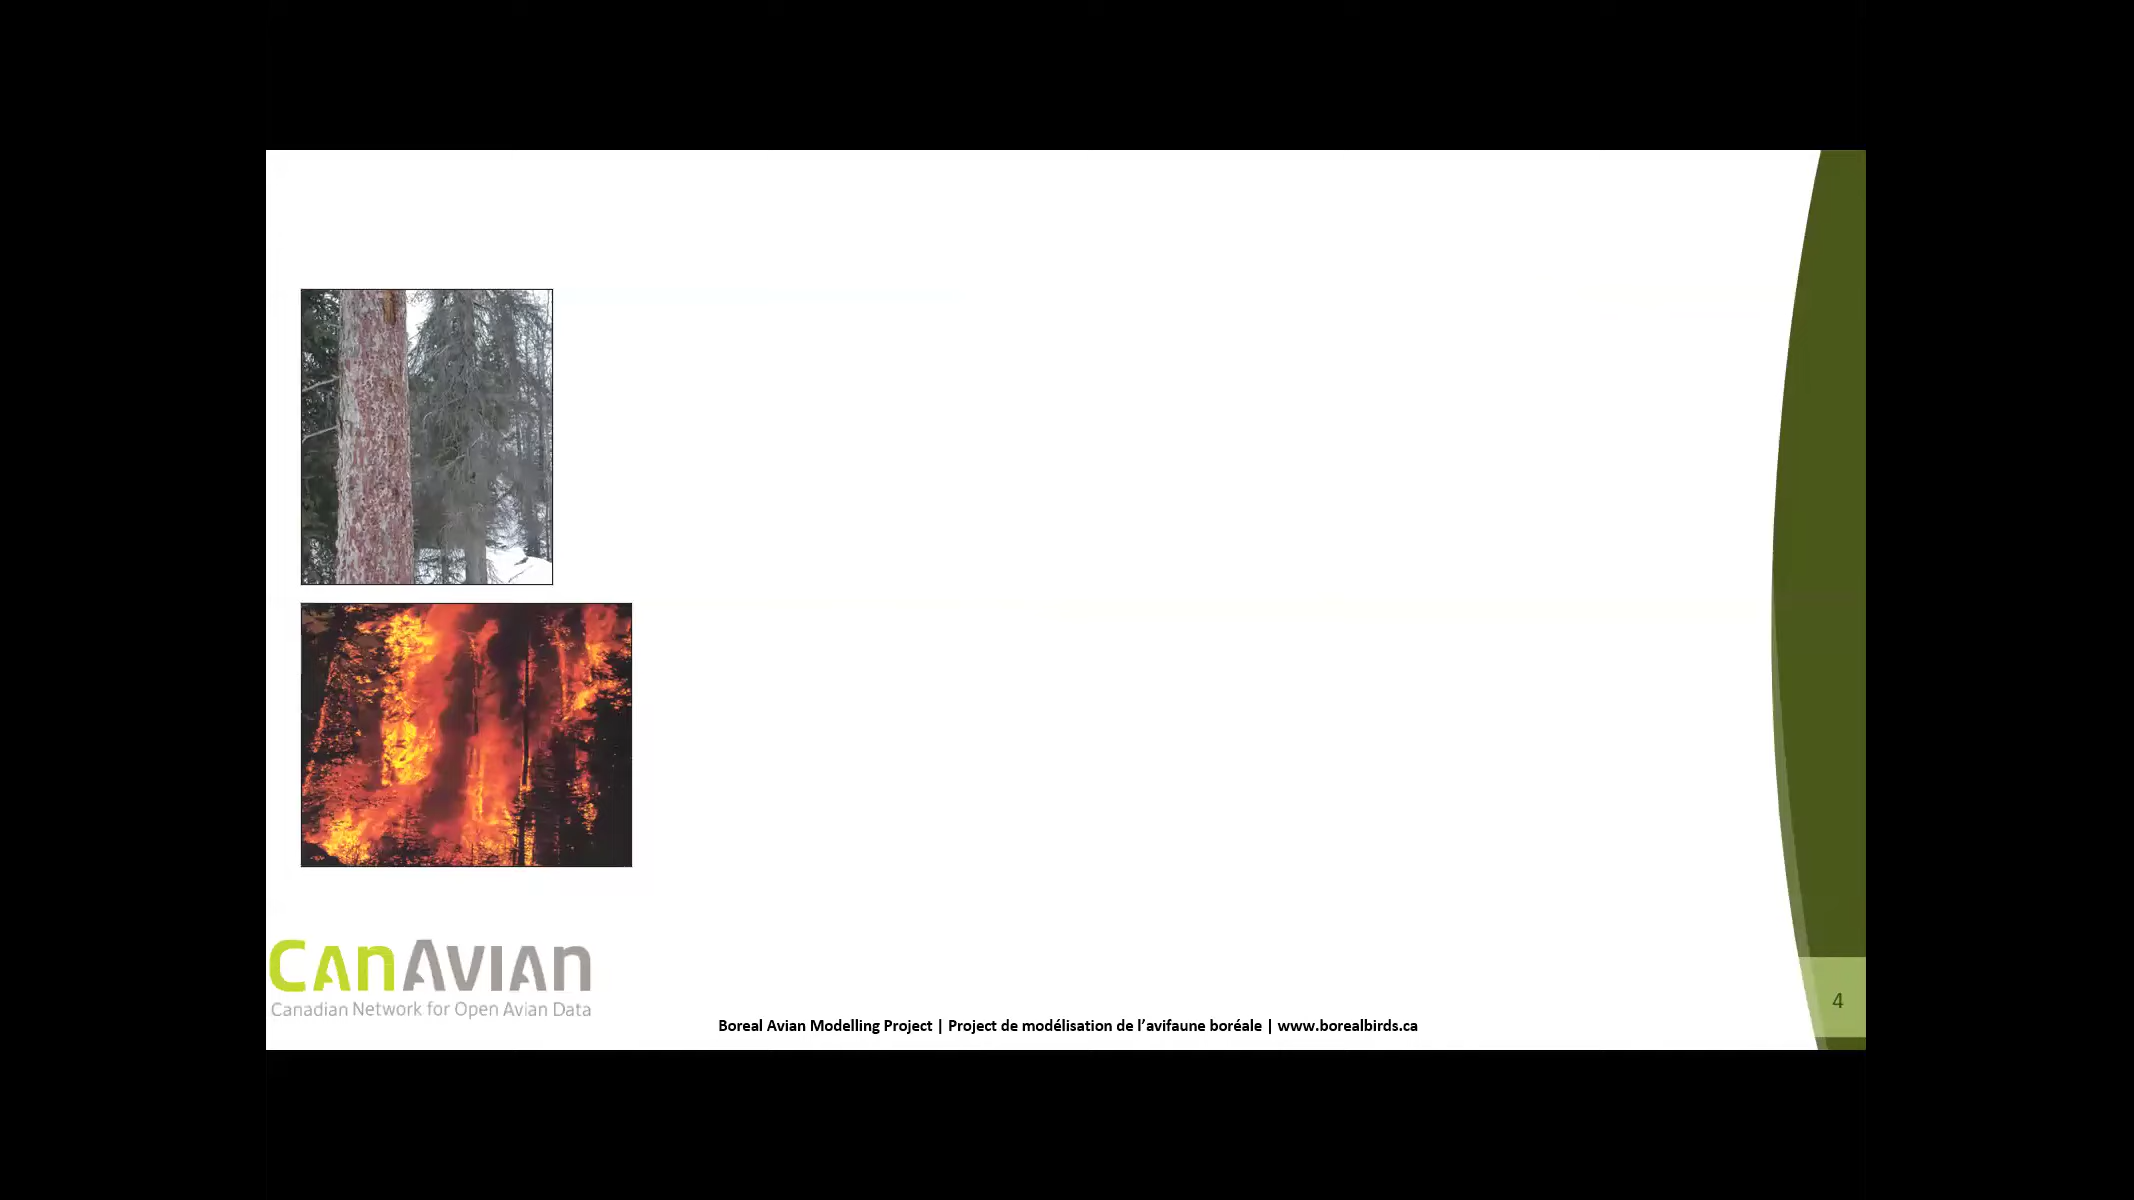 CanAvian
Canadian Network for Open Avian Data
Boreal Avian Modelling Project | Project de modélisation de l’avifaune boréale | www.borealbirds.ca
4